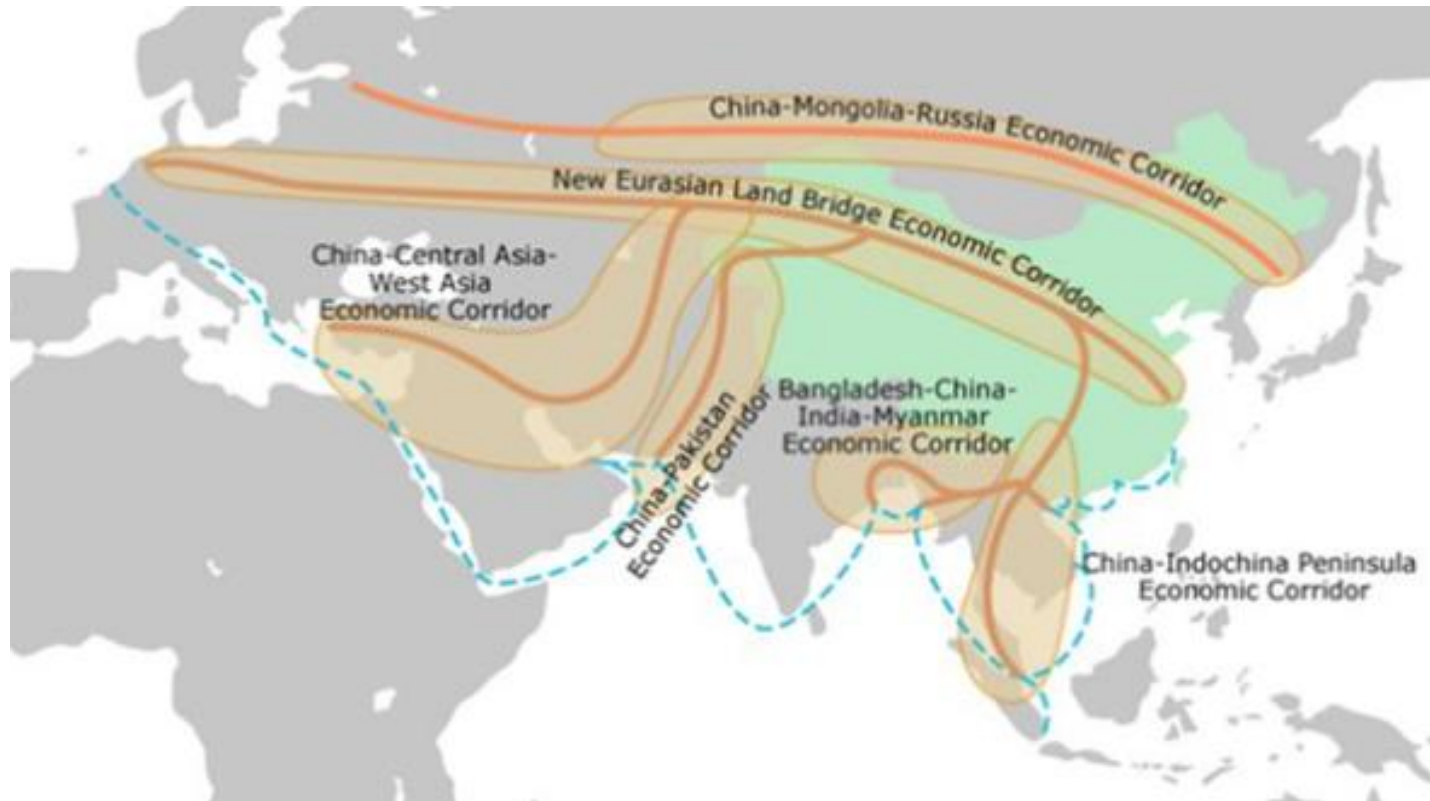 China-Mongolia-Russia Economic Corridor
New Eurasian Land Bridge Economic Corridor
China-Central Asia-
West Asia
Economic Corridor
China-Pakistan
Economic Corridor
Bangladesh-China-
India-Myanmar
Economic Corridor
China-Indochina Peninsula
Economic Corridor